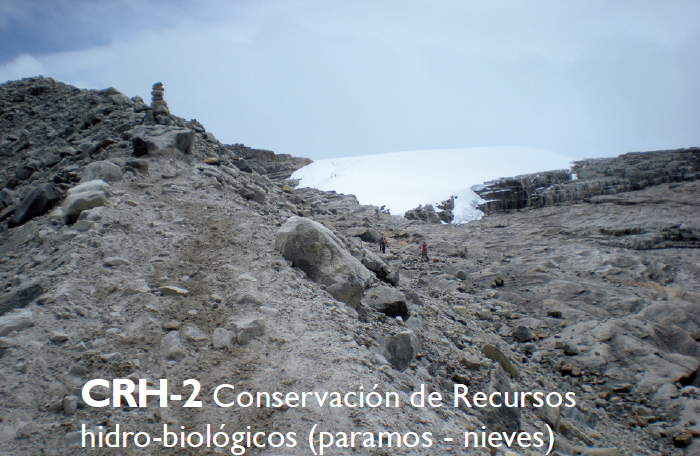 CRH-2 Conservación de Recursos
hidro-biológicos (paramos - nieves)